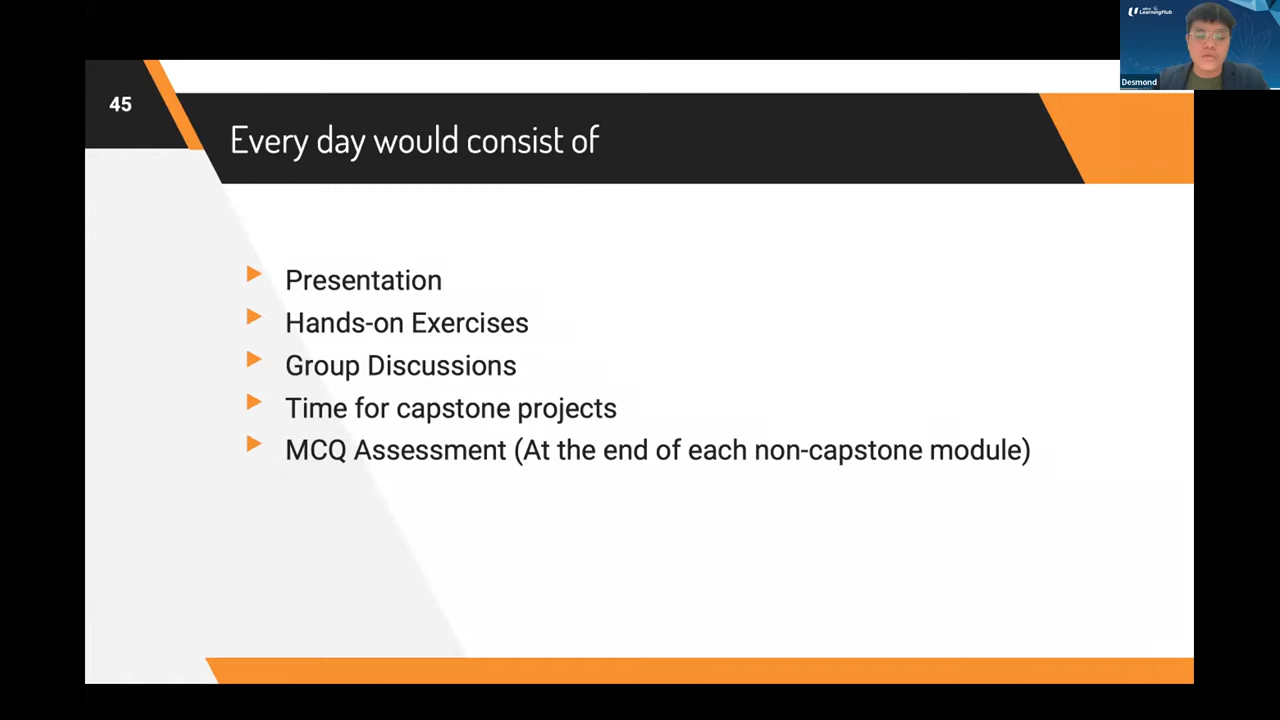 LearningHub
Desmond
45
Every day would consist of
Presentation
Hands-on Exercises
Group Discussions
Time for capstone projects
MCQ Assessment (At the end of each non-capstone module)